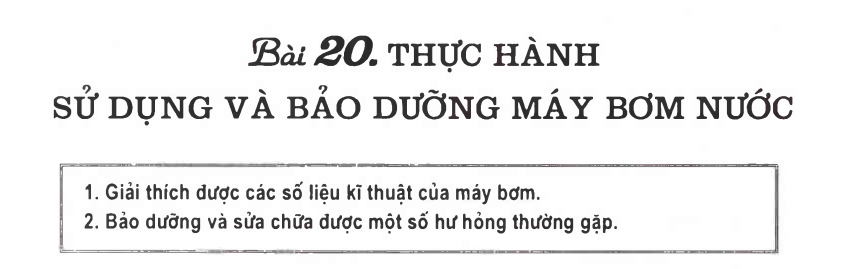 Bài 20. THỰC HÀNH
SỬ DỤNG VÀ BẢO DƯỠNG MÁY BƠM NƯỚC
1. Giải thích được các số liệu kĩ thuật của máy bơm.
2. Bảo dưỡng và sửa chữa được một số hư hỏng thường gặp.